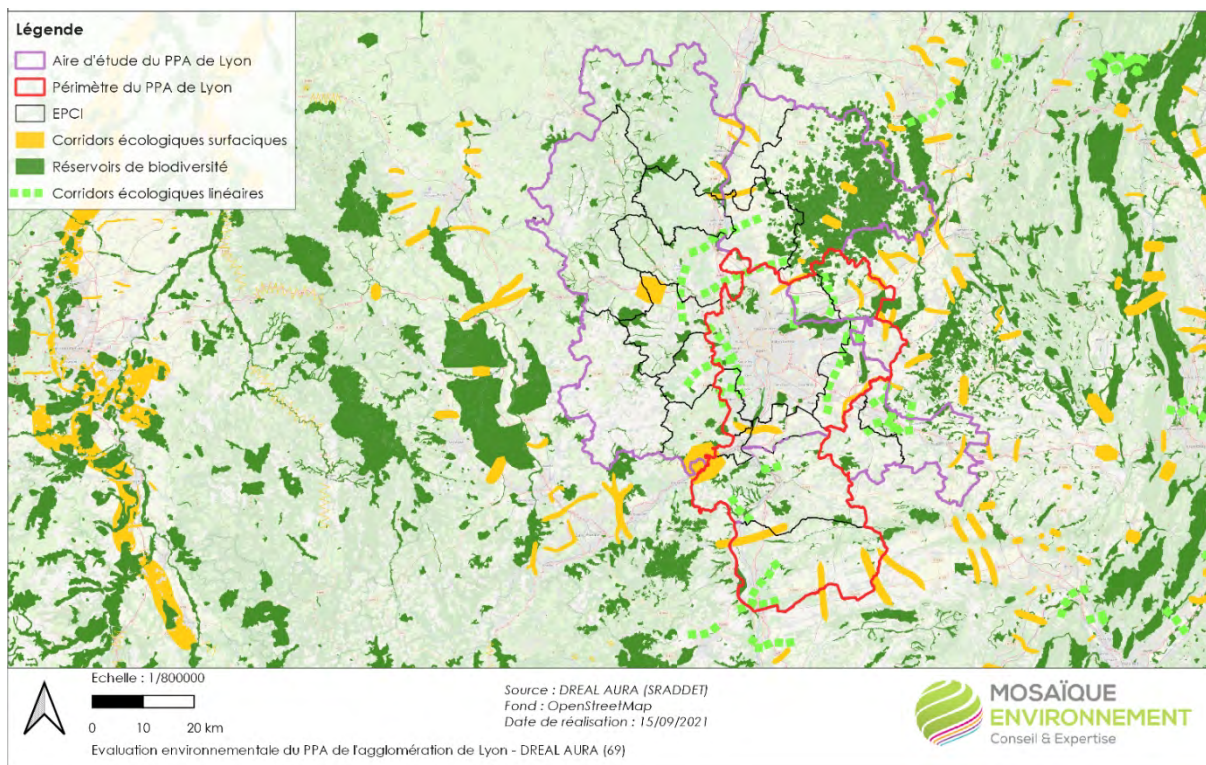 Légende
Aire d'étude du PPA de Lyon
Périmètre du PPA de Lyon
EPCI
Corridors écologiques surfaciques
Réservoirs de biodiversité
Corridors écologiques linéaires
Echelle : 1/800000
0 10 20 km
Evaluation environnementale du PPA de l'agglomération de Lyon - DREAL AURA (69)
Source : DREAL AURA (SRADDET)
Fond : OpenStreetMap
Date de réalisation : 15/09/2021
MOSAÏQUE
ENVIRONNEMENT
Conseil & Expertise